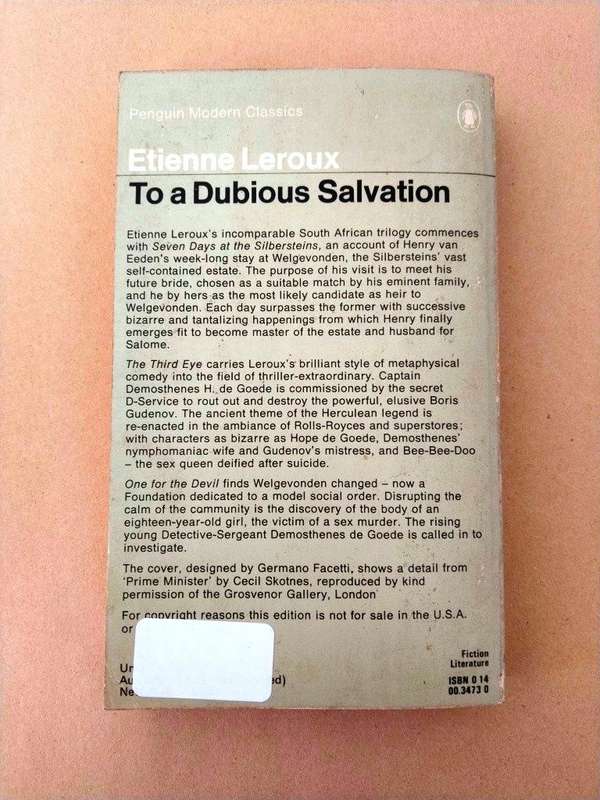 Penguin Modern Classics
Etienne Leroux
To a Dubious Salvation
Etienne Leroux's incomparable South African trilogy commences
with Seven Days at the Silbersteins, an account of Henry van
Eeden's week-long stay at Welgevonden, the Silbersteins' vast
self-contained estate. The purpose of his visit is to meet his
future bride, chosen as a suitable match by his eminent family,
and he by hers as the most likely candidate as heir to
Welgevonden. Each day surpasses the former with successive
bizarre and tantalizing happenings from which Henry finally
emerges fit to become master of the estate and husband for
Salome.
The Third Eye carries Leroux's brilliant style of metaphysical
comedy into the field of thriller-extraordinary. Captain
Demosthenes H. de Goede is commissioned by the secret
D-Service to rout out and destroy the powerful, elusive Boris
Gudenov. The ancient theme of the Herculean legend is
re-enacted in the ambiance of Rolls-Royces and superstores;
with characters as bizarre as Hope de Goede, Demosthenes'
nymphomaniac wife and Gudenov's mistress, and Bee-Bee-Doo
– the sex queen deified after suicide.
One for the Devil finds Welgevonden changed – now a
Foundation dedicated to a model social order. Disrupting the
calm of the community is the discovery of the body of an
eighteen-year-old girl, the victim of a sex murder. The rising
young Detective-Sergeant Demosthenes de Goede is called in to
investigate.
The cover, designed by Germano Facetti, shows a detail from
'Prime Minister' by Cecil Skotnes, reproduced by kind
permission of the Grosvenor Gallery, London
For copyright reasons this edition is not for sale in the U.S.A.
or
Fiction
Literature
ISBN 0 14
00.3473 0